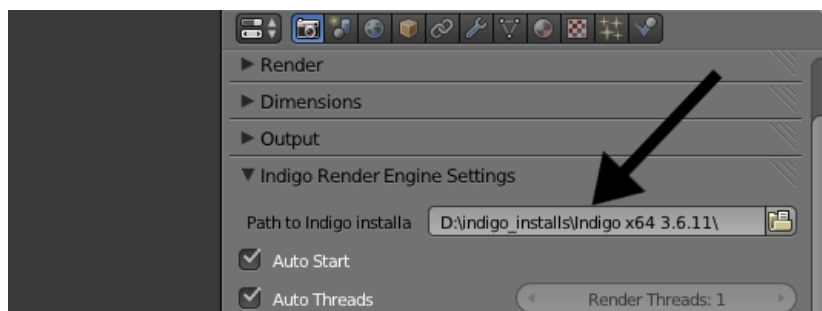 Render
Dimensions
Output
Indigo Render Engine Settings
Path to Indigo installa D:\indigo_installs\Indigo x64 3.6.11\
Auto Start
Auto Threads Render Threads: 1